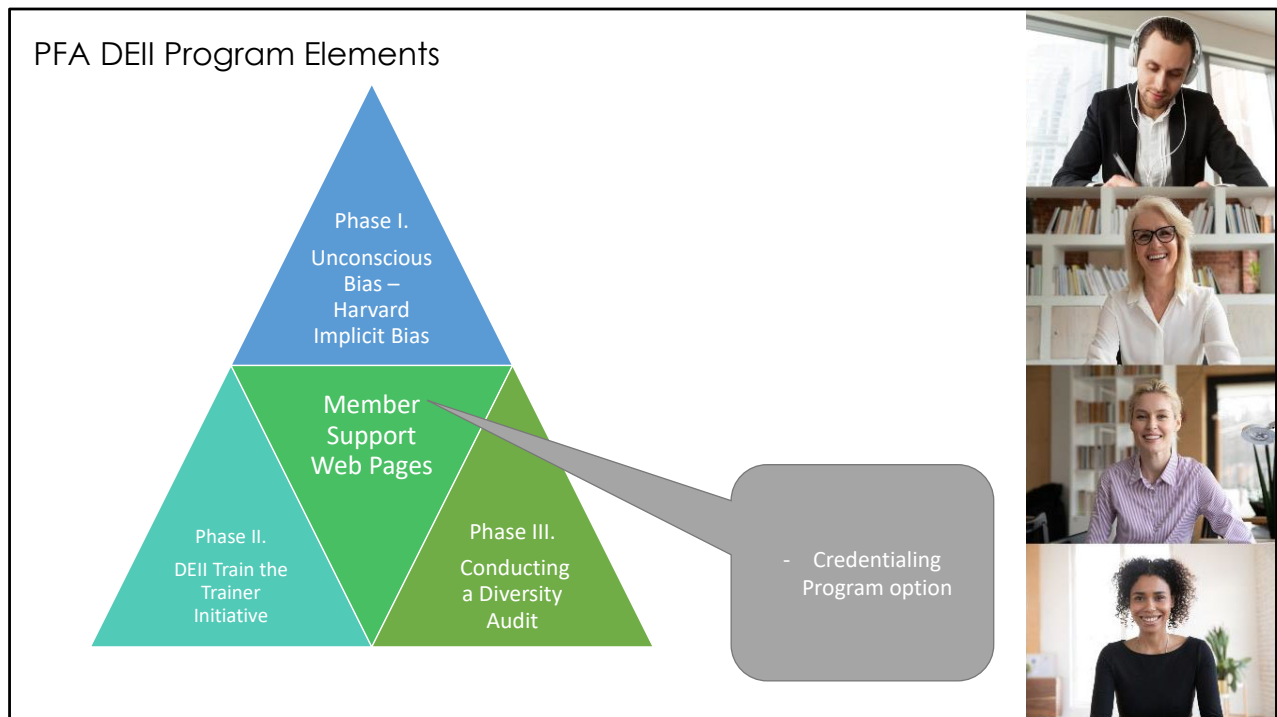 PFA DEII Program Elements
Phase I.
Unconscious
Bias –
Harvard
Implicit Bias
Member
Support
Web Pages
Phase II.
DEII Train the
Trainer
Initiative
Phase III.
Conducting
a Diversity
Audit
- Credentialing
Program option